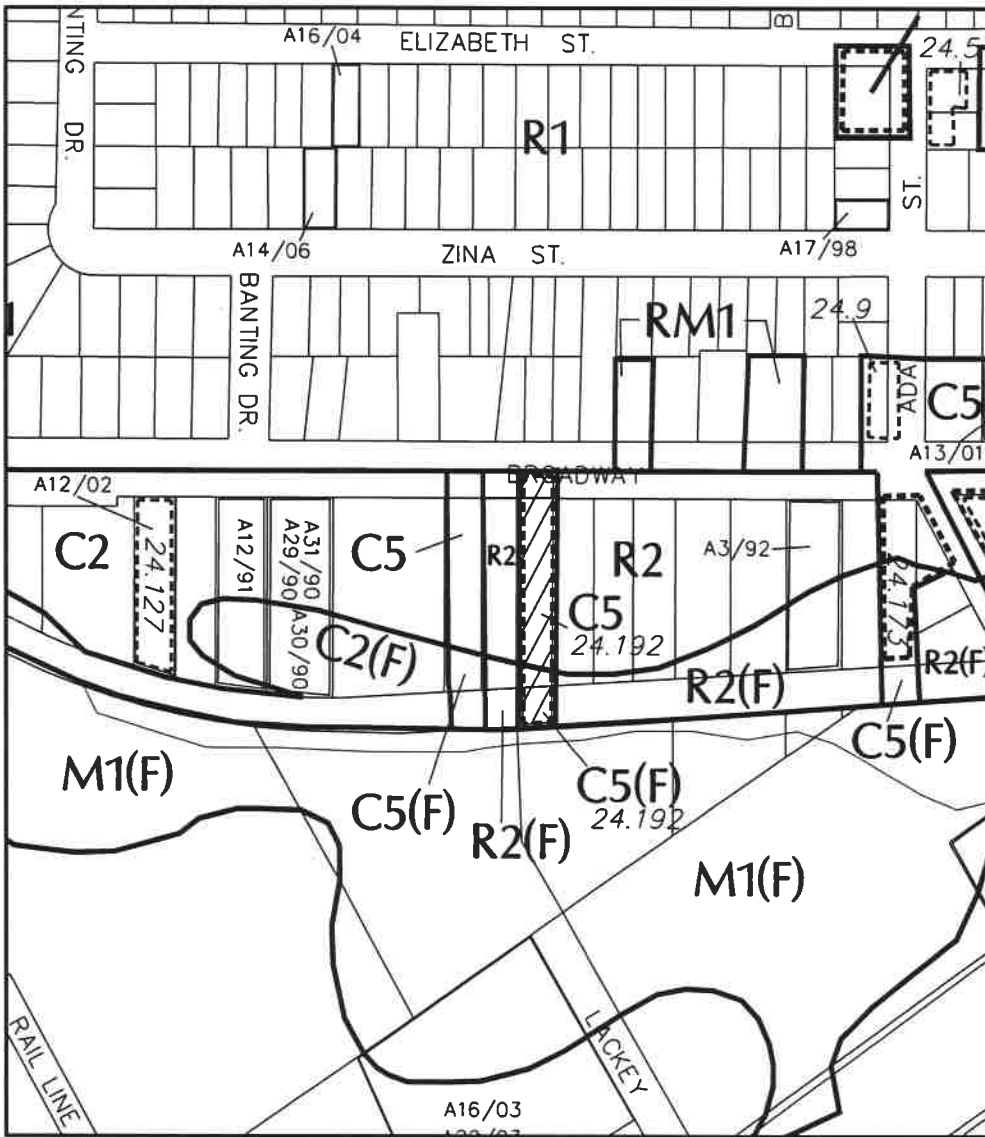 A16/04
ELIZABETH ST.
24.5
NTING DR.
R1
ST.
A14/06
ZINA ST.
A17/98
BANTING DR.
RM1
24.9
ADA
C5
A13/01
BROADWAY
A12/02
C2
24.127
A12/91
A31/90
A29/90
A30/90
C5
R2
R2
A3/92
C5
24.192
24.173
C2(F)
R2(F)
R2(F)
M1(F)
C5(F)
R2(F)
C5(F)
24.192
C5(F)
M1(F)
RAIL LINE
LACKEY
A16/03